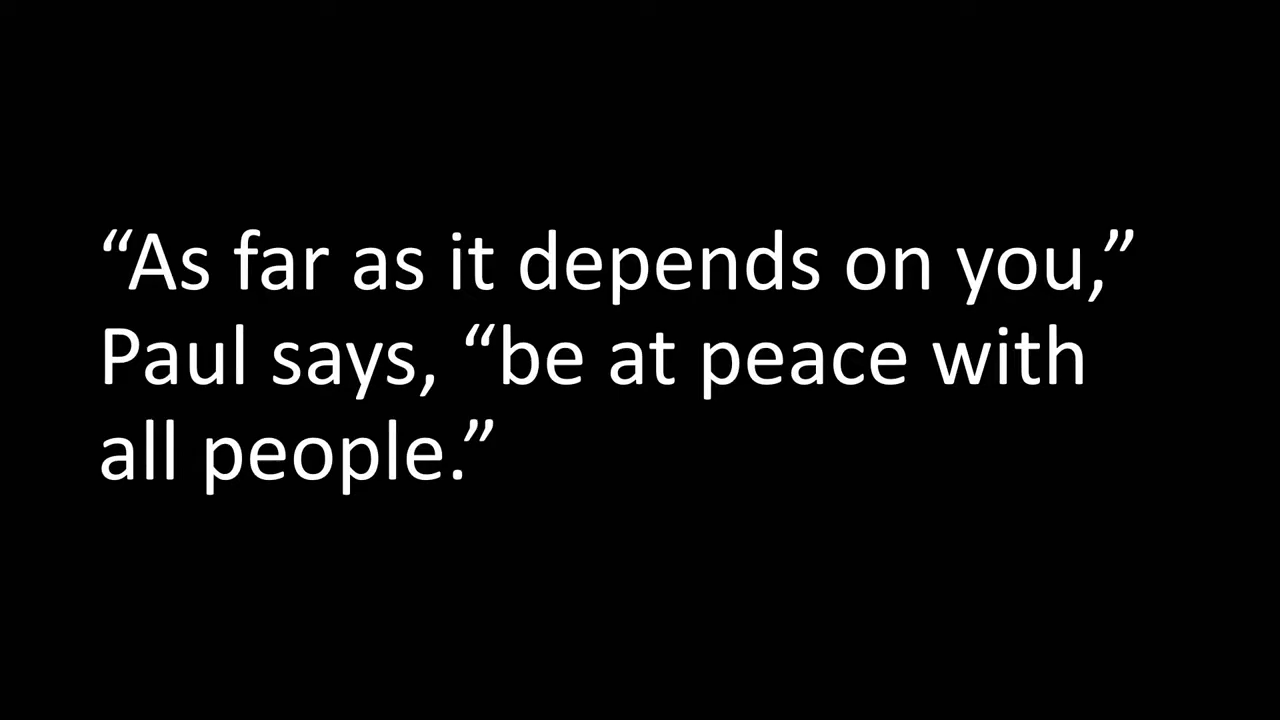 “As far as it depends on you,”
Paul says, “be at peace with
all people.”